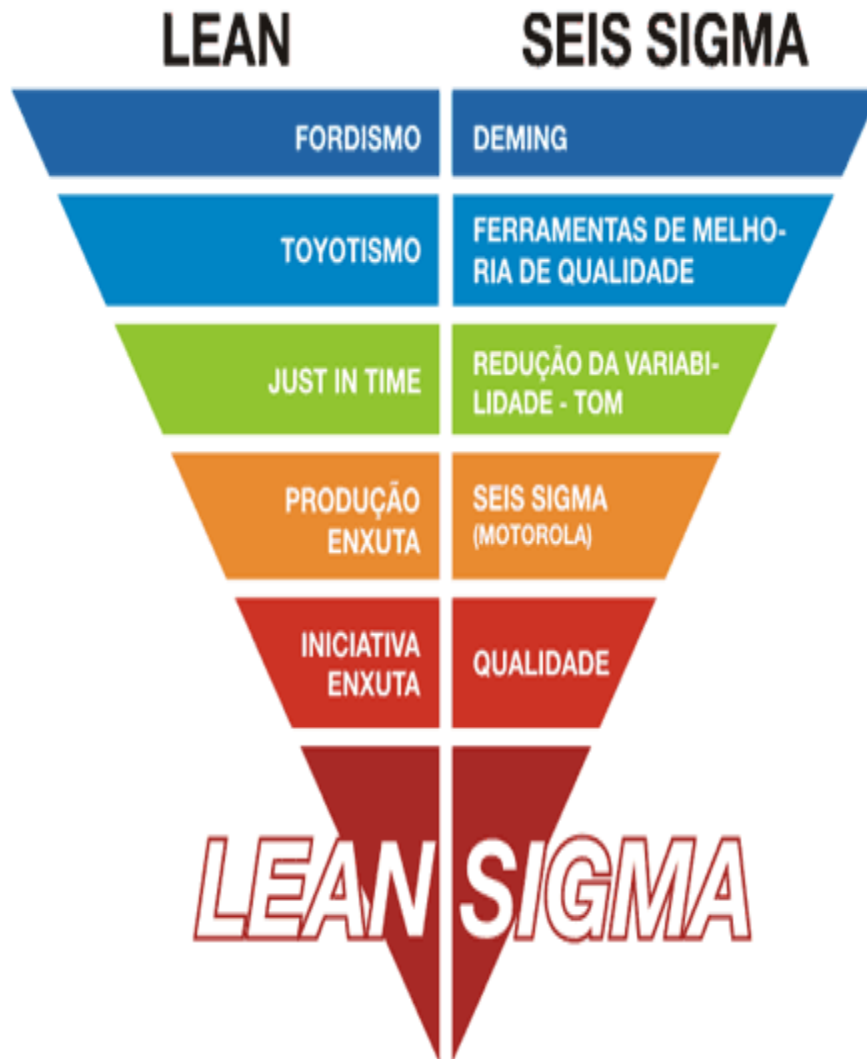 LEAN
SEIS SIGMA
FORDISMO
DEMING
TOYOTISMO
FERRAMENTAS DE MELHO-
RIA DE QUALIDADE
JUST IN TIME
REDUÇÃO DA VARIABI-
LIDADE - TOM
PRODUÇÃO
ENXUTA
SEIS SIGMA
(MOTOROLA)
INICIATIVA
ENXUTA
QUALIDADE
LEAN SIGMA